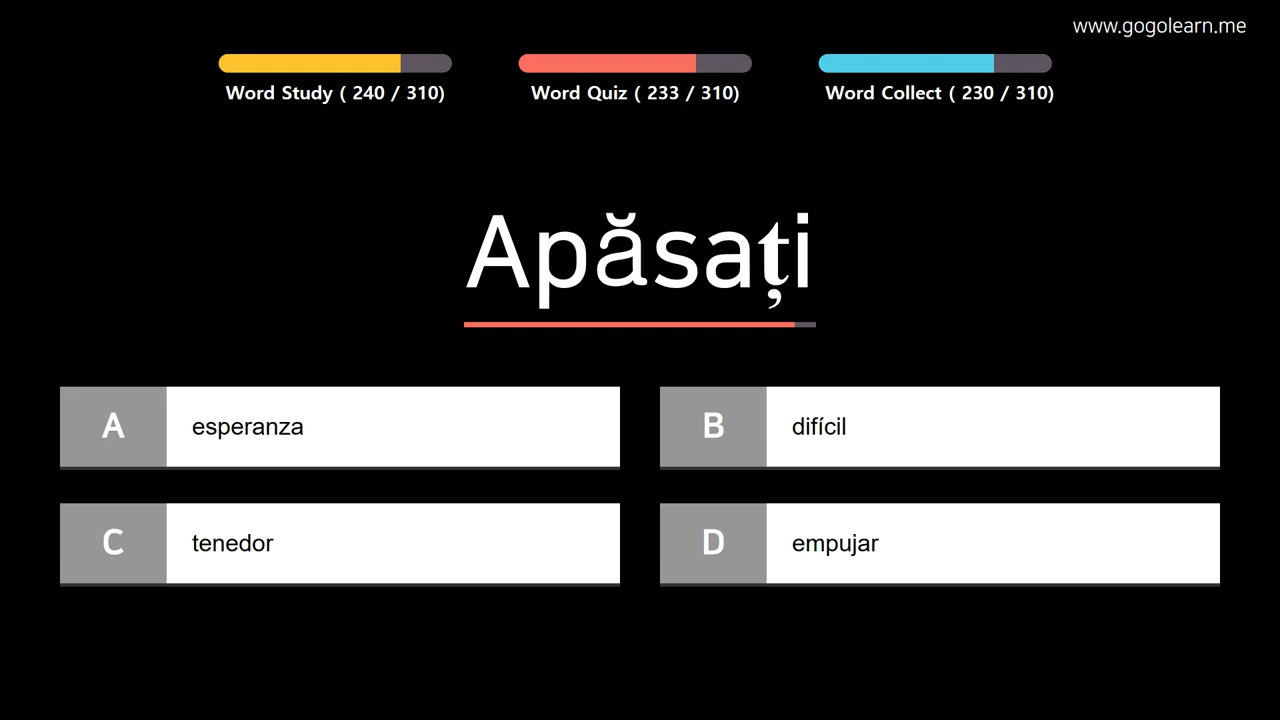 www.gogolearn.me
Word Study ( 240 / 310)
Word Quiz ( 233 / 310)
Word Collect ( 230 / 310)
Apăsați
A esperanza
B difícil
C tenedor
D empujar